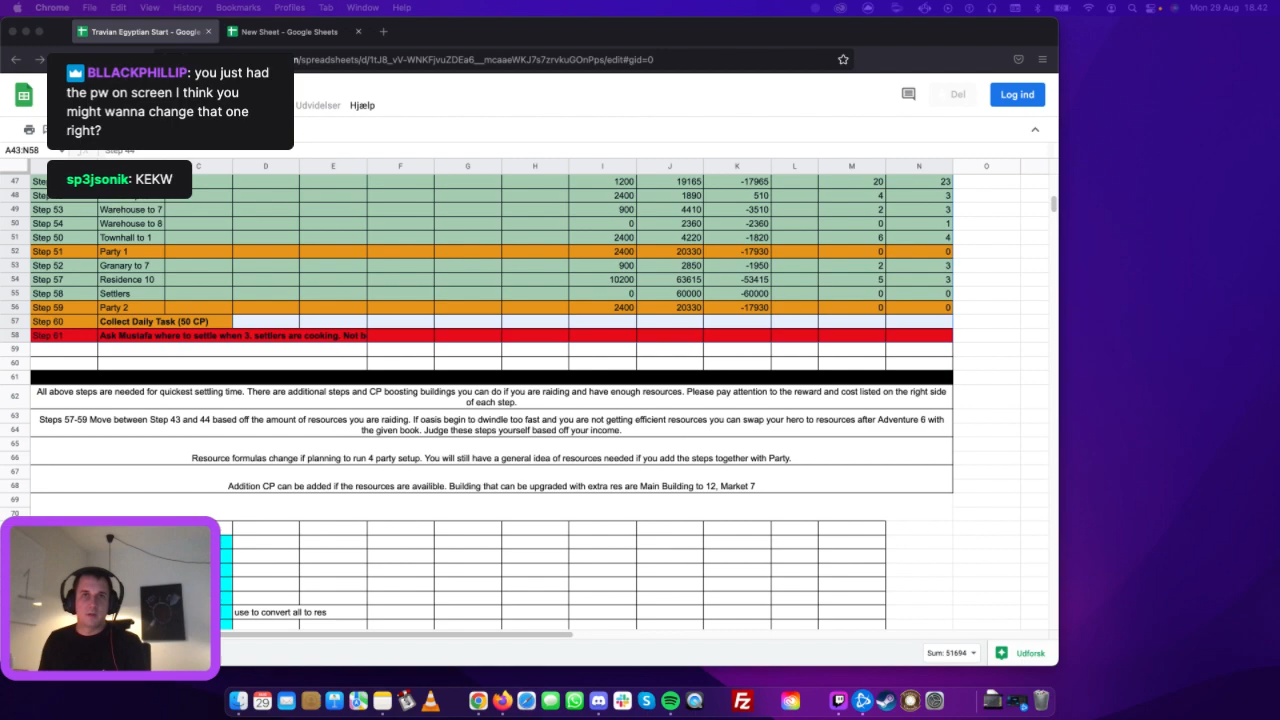 Chrome File Edit View History Bookmarks Profiles Tab Window Help Mon 29 Aug 18.42
Travian Egyptian Start - Google New Sheet - Google Sheets
/spreadsheets/d/1tJ8_vV-WNKFjvuZDEa6__mcaaeWKJ7s7zrvkuGOnPps/edit#gid=0
BLLACKPHILLIP: you just had
the pw on screen I think you
might wanna change that one
right?
Udvidelser Hjælp
Del Log ind
A43:N58 Step 44
sp3jsonik: KEKW
C D E F G H I J K L M N O
47 Ste 1200 19165 -17965 20 23
48 Ste 2400 1890 510 4 3
49 Step 53 Warehouse to 7 900 4410 -3510 2 3
50 Step 54 Warehouse to 8 0 2360 -2360 0 1
51 Step 50 Townhall to 1 2400 4220 -1820 6 4
52 Step 51 Party 1 2400 20330 -17930 0 0
53 Step 52 Granary to 7 900 2850 -1950 2 3
54 Step 57 Residence 10 10200 63615 -53415 5 3
55 Step 58 Settlers 0 60000 -60000 0 0
56 Step 59 Party 2 2400 20330 -17930 0 0
57 Step 60 Collect Daily Task (50 CP)
58 Step 61 Ask Mustafa where to settle when 3. settlers are cooking. Not b
59
60
61
62 All above steps are needed for quickest settling time. There are additional steps and CP boosting buildings you can do if you are raiding and have enough resources. Please pay attention to the reward and cost listed on the right side
of each step.
63 Steps 57-59 Move between Step 43 and 44 based off the amount of resources you are raiding. If oasis begin to dwindle too fast and you are not getting efficient resources you can swap your hero to resources after Adventure 6 with
64 the given book. Judge these steps yourself based off your income.
65
66 Resource formulas change if planning to run 4 party setup. You will still have a general idea of resources needed if you add the steps together with Party.
67
68 Addition CP can be added if the resources are availible. Building that can be upgraded with extra res are Main Building to 12, Market 7
69
70
use to convert all to res
Sum: 51694 Udforsk